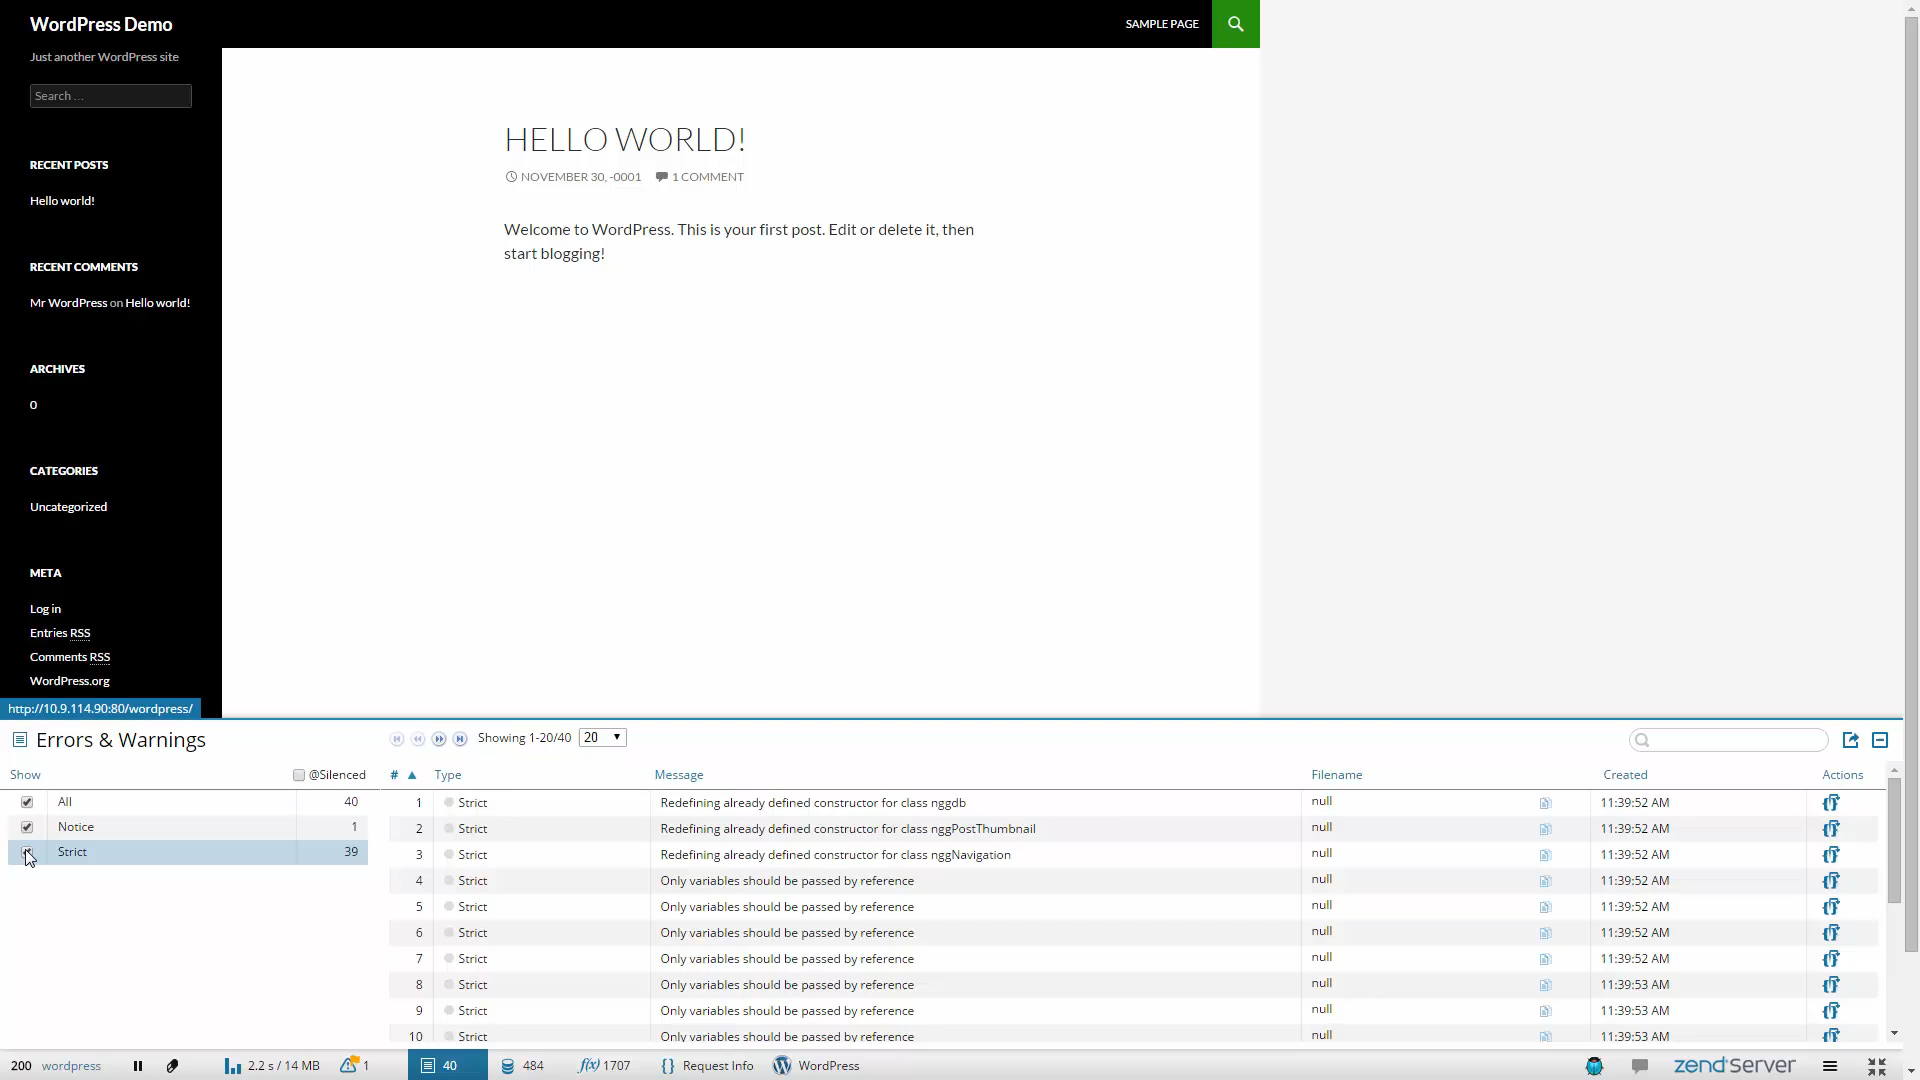 WordPress Demo
SAMPLE PAGE
Just another WordPress site
Search ...
RECENT POSTS
Hello world!
RECENT COMMENTS
Mr WordPress on Hello world!
ARCHIVES
0
CATEGORIES
Uncategorized
META
Log in
Entries RSS
Comments RSS
WordPress.org
HELLO WORLD!
NOVEMBER 30, -0001 1 COMMENT
Welcome to WordPress. This is your first post. Edit or delete it, then
start blogging!
http://10.9.114.90:80/wordpress/
Errors & Warnings
Showing 1-20/40 20
Show @Silenced
All 40
Notice 1
Strict 39
# Type Message Filename Created Actions
1 Strict Redefining already defined constructor for class nggdb null 11:39:52 AM
2 Strict Redefining already defined constructor for class nggPostThumbnail null 11:39:52 AM
3 Strict Redefining already defined constructor for class nggNavigation null 11:39:52 AM
4 Strict Only variables should be passed by reference null 11:39:52 AM
5 Strict Only variables should be passed by reference null 11:39:52 AM
6 Strict Only variables should be passed by reference null 11:39:52 AM
7 Strict Only variables should be passed by reference null 11:39:52 AM
8 Strict Only variables should be passed by reference null 11:39:53 AM
9 Strict Only variables should be passed by reference null 11:39:53 AM
10 Strict Only variables should be passed by reference null 11:39:53 AM
200 wordpress 2.2 s / 14 MB 1 40 484 f(x) 1707 {} Request Info WordPress zend Server